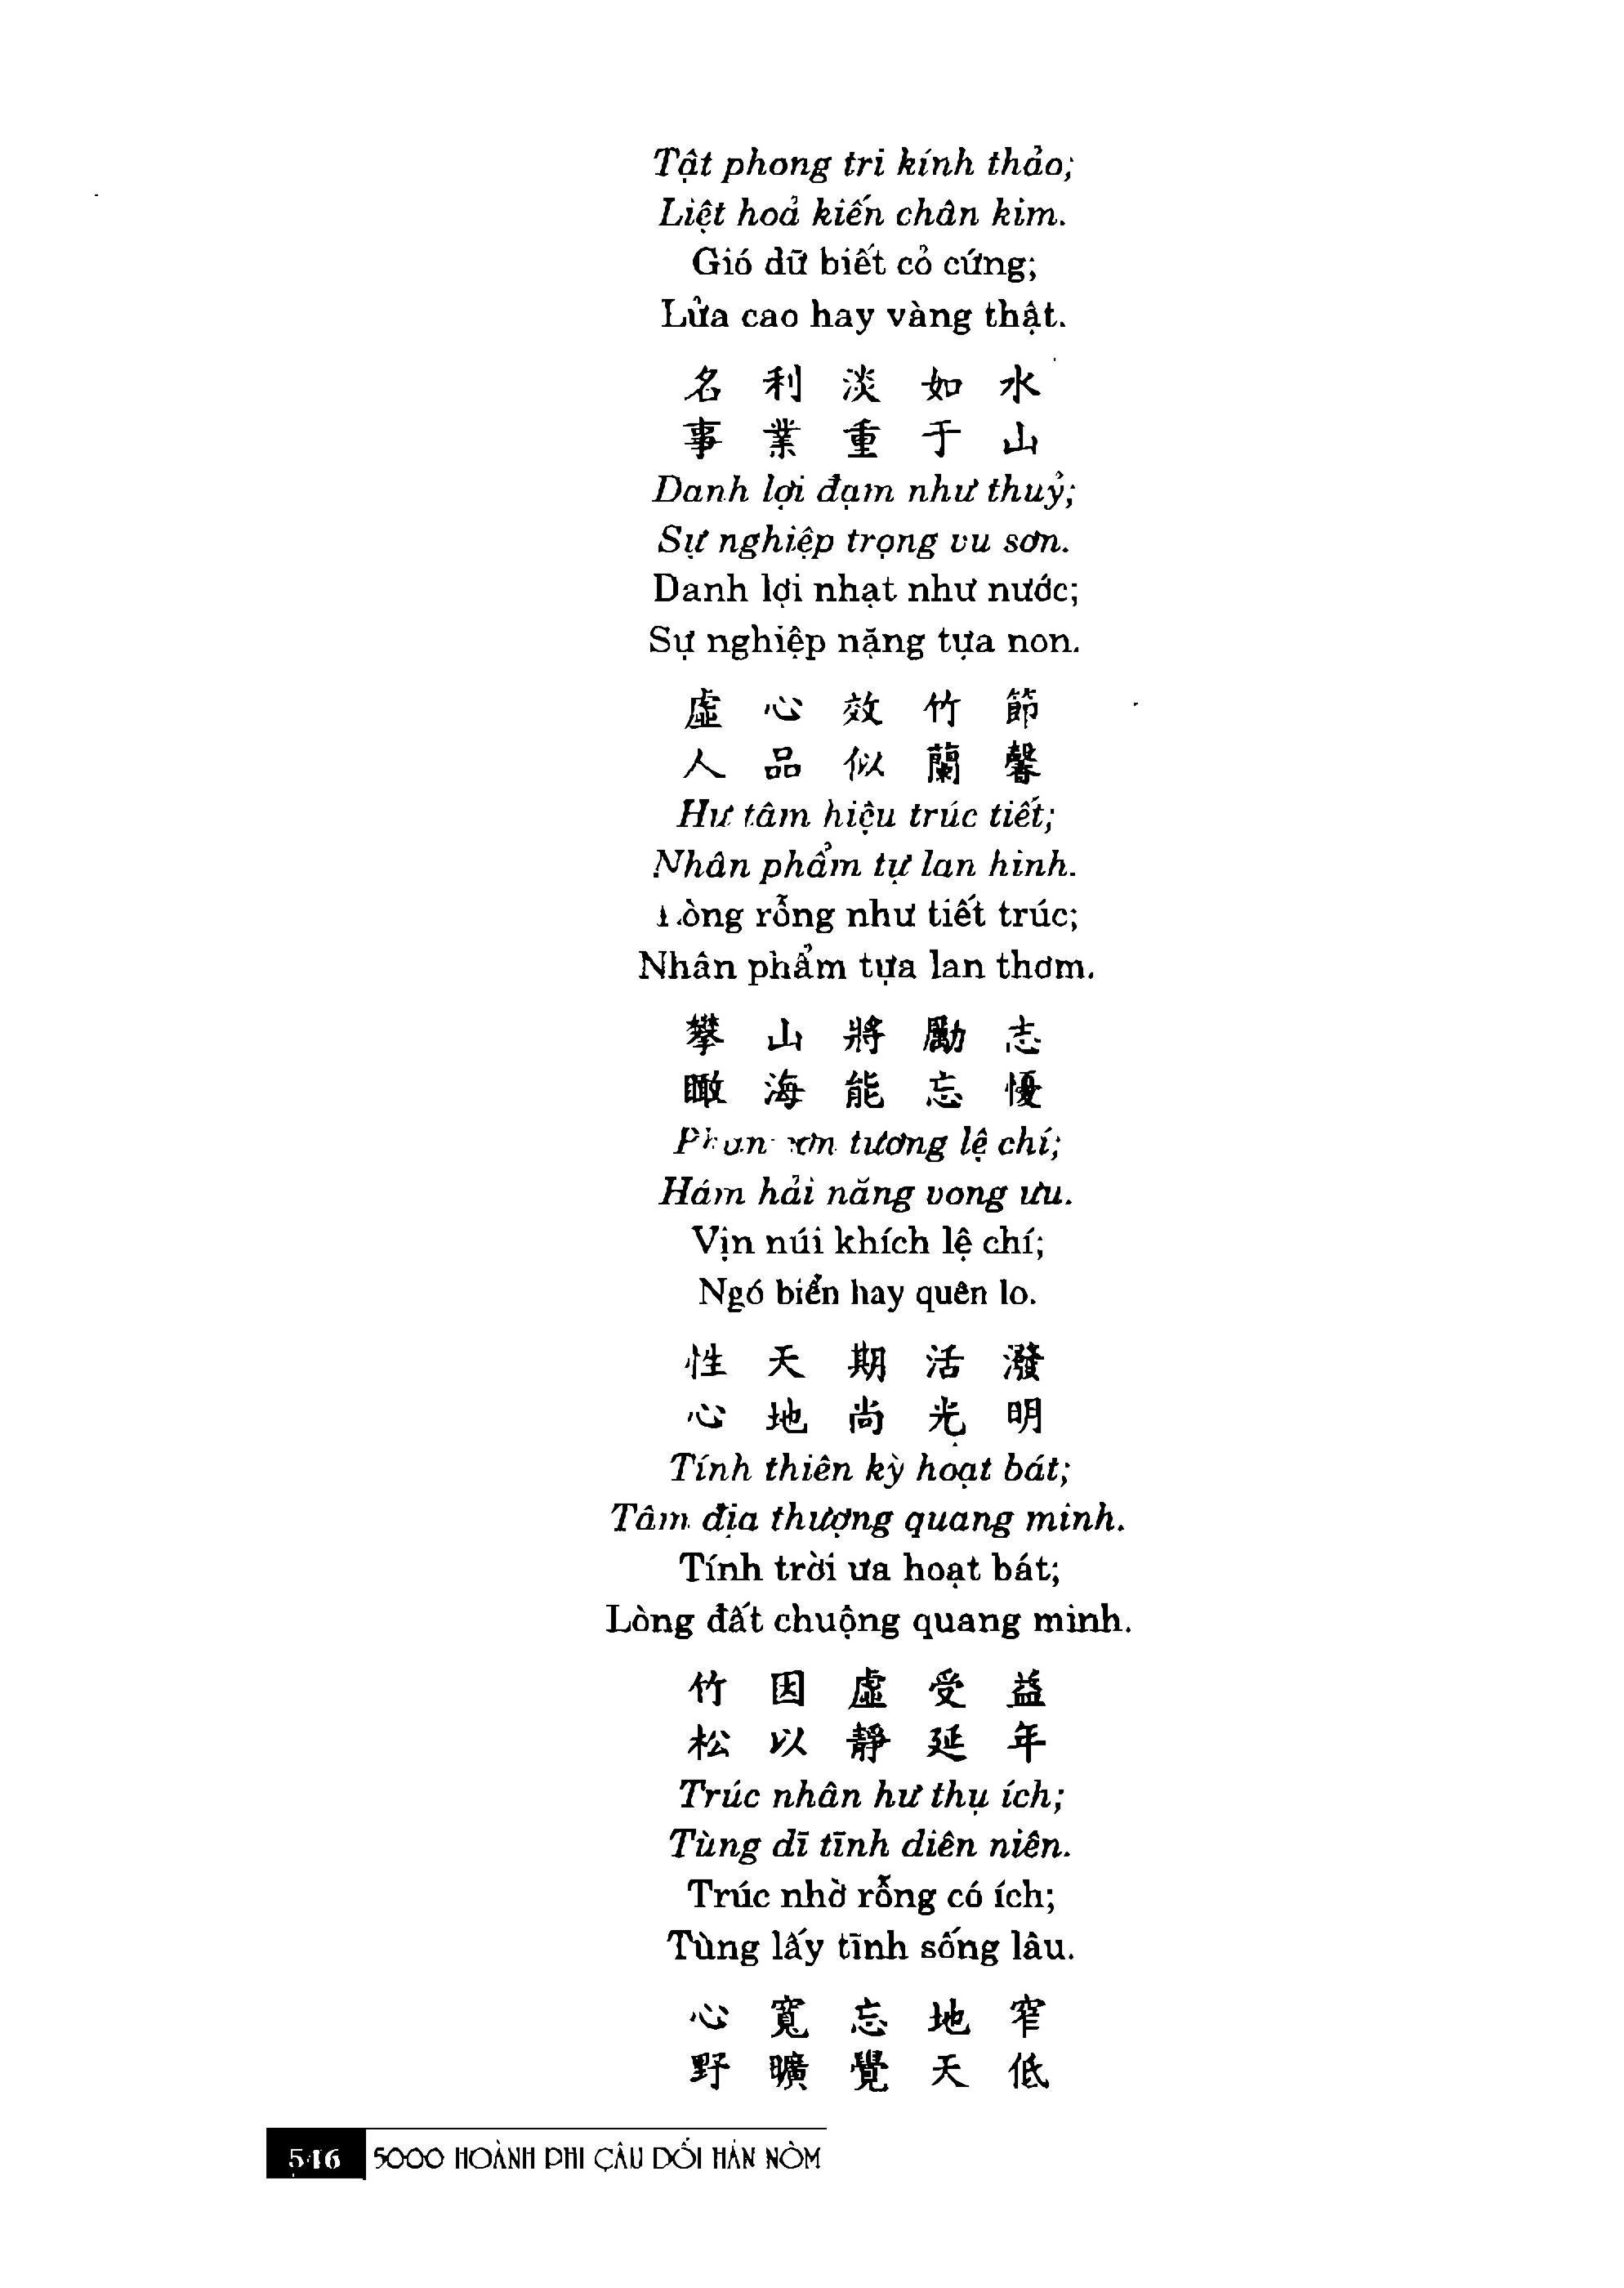 Tật phong tri kính thảo;
Liệt hoả kiến chân kim.
Gió dữ biết cỏ cứng;
Lửa cao hay vàng thật.
名 利 淡 如 水
事 業 重 于 山
Danh lợi đạm như thuỷ;
Sự nghiệp trọng vu sơn.
Danh lợi nhạt như nước;
Sự nghiệp nặng tựa non.
虛 心 效 竹 節
人 品 似 蘭 馨
Hư tâm hiệu trúc tiết;
Nhân phẩm tự lan hinh.
Lòng rỗng như tiết trúc;
Nhân phẩm tựa lan thơm.
攀 山 將 勵 志
瞰 海 能 忘 憂
tương lệ chí;
Hám hải năng vong ưu.
Vịn núi khích lệ chí;
Ngó biển hay quên lo.
性 天 期 活 潑
心 地 尚 光 明
Tính thiên kỳ hoạt bát;
Tâm địa thượng quang minh.
Tính trời ưa hoạt bát;
Lòng đất chuộng quang minh.
竹 因 虛 受 益
松 以 靜 延 年
Trúc nhân hư thụ ích;
Tùng dĩ tĩnh diên niên.
Trúc nhờ rỗng có ích;
Tùng lấy tĩnh sống lâu.
心 寬 忘 地 窄
野 曠 覺 天 低
546 5000 HOÀNH PHI CÂU ĐỐI HÁN NÔM